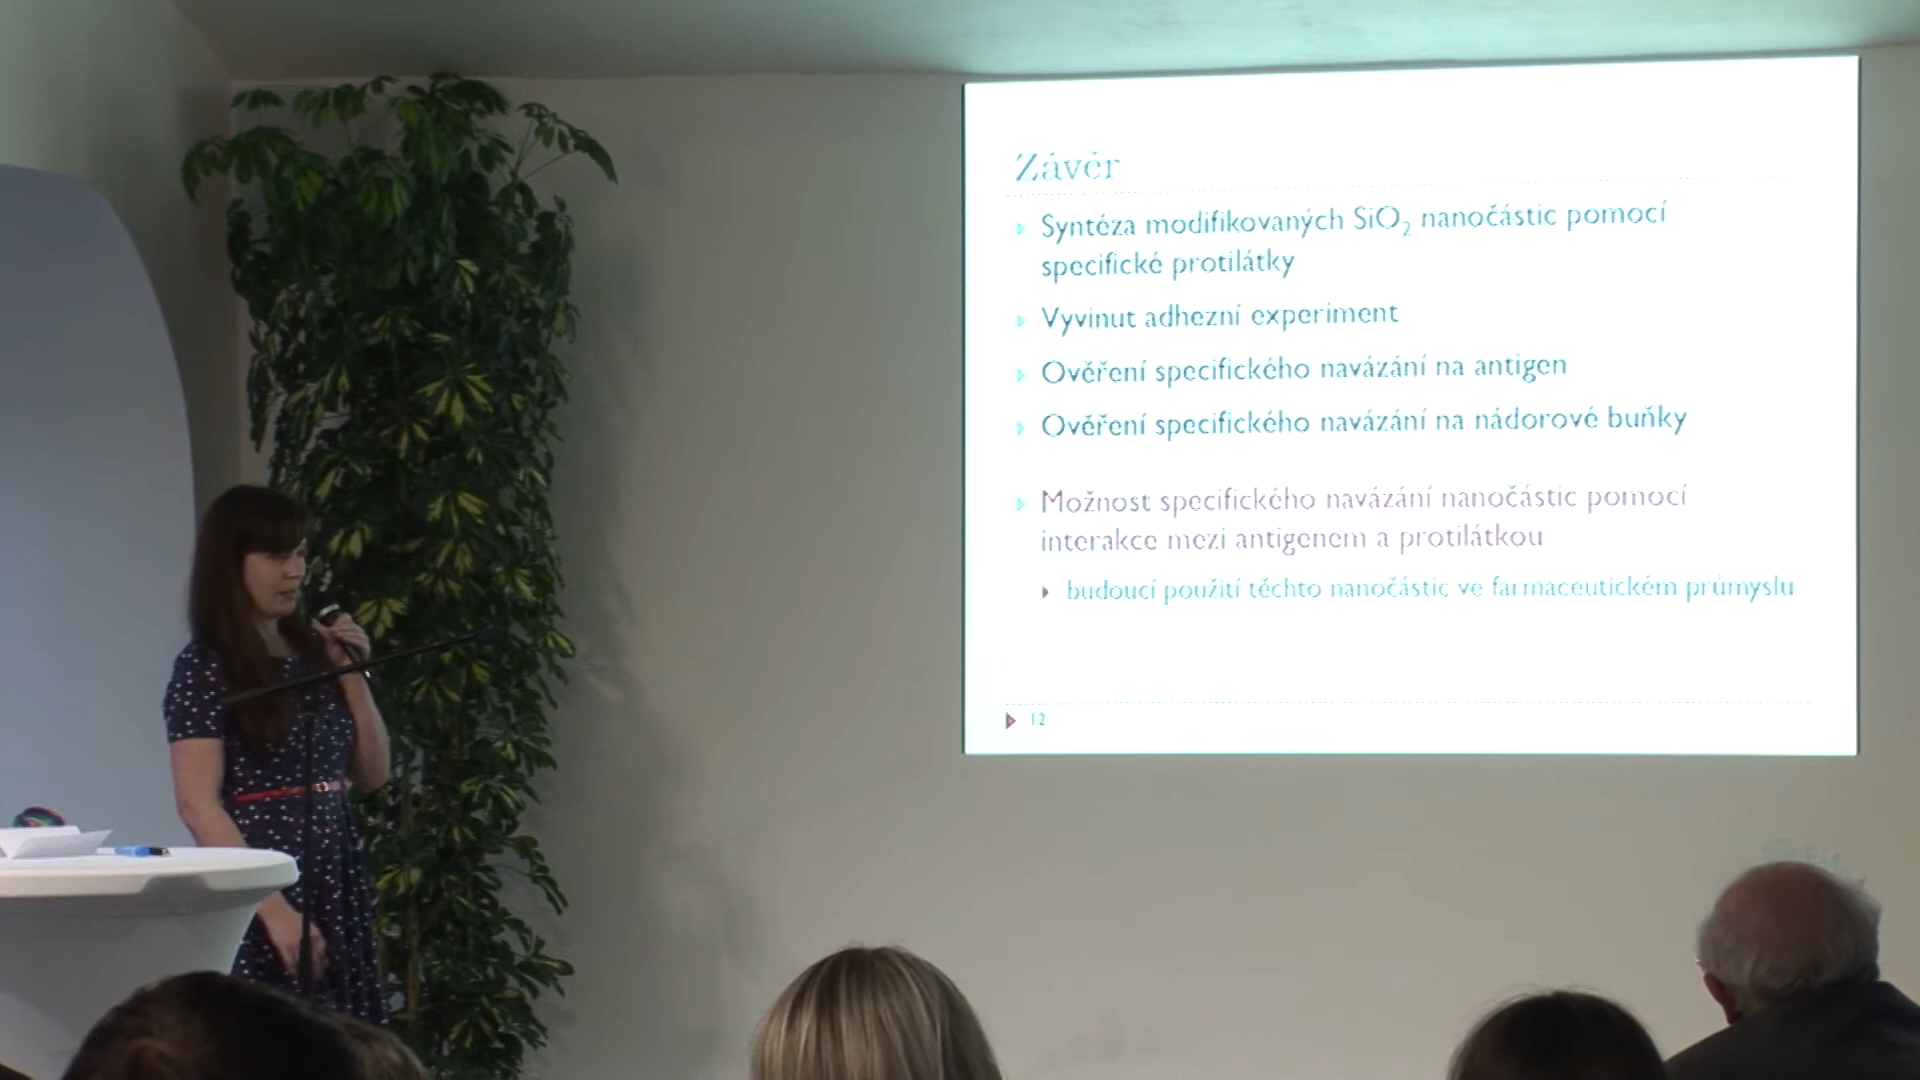 Závěr
Syntéza modifikovaných SiO₂ nanočástic pomocí
specifické protilátky
Vyvinut adhezní experiment
Ověření specifického navázání na antigen
Ověření specifického navázání na nádorové buňky
Možnost specifického navázání nanočástic pomocí
interakce mezi antigenem a protilátkou
budoucí použití těchto nanočástic ve farmaceutickém průmyslu
12